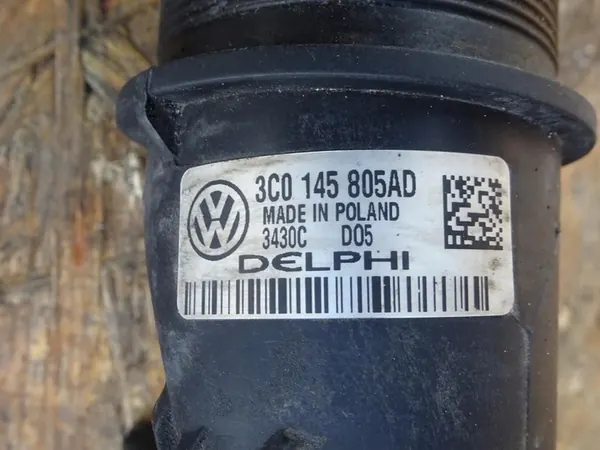 3C0 145 805AD
MADE IN POLAND
3430C D05
DELPHI